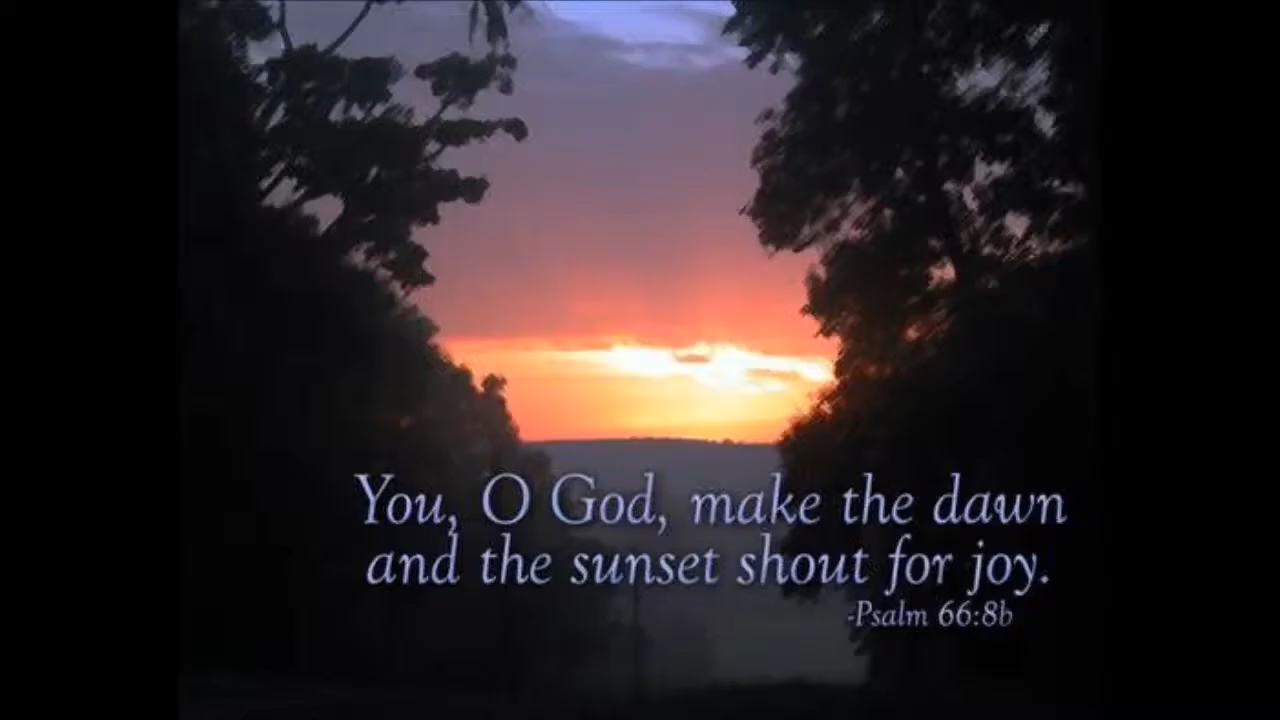 You, O God, make the dawn
and the sunset shout for joy.
-Psalm 66:8b